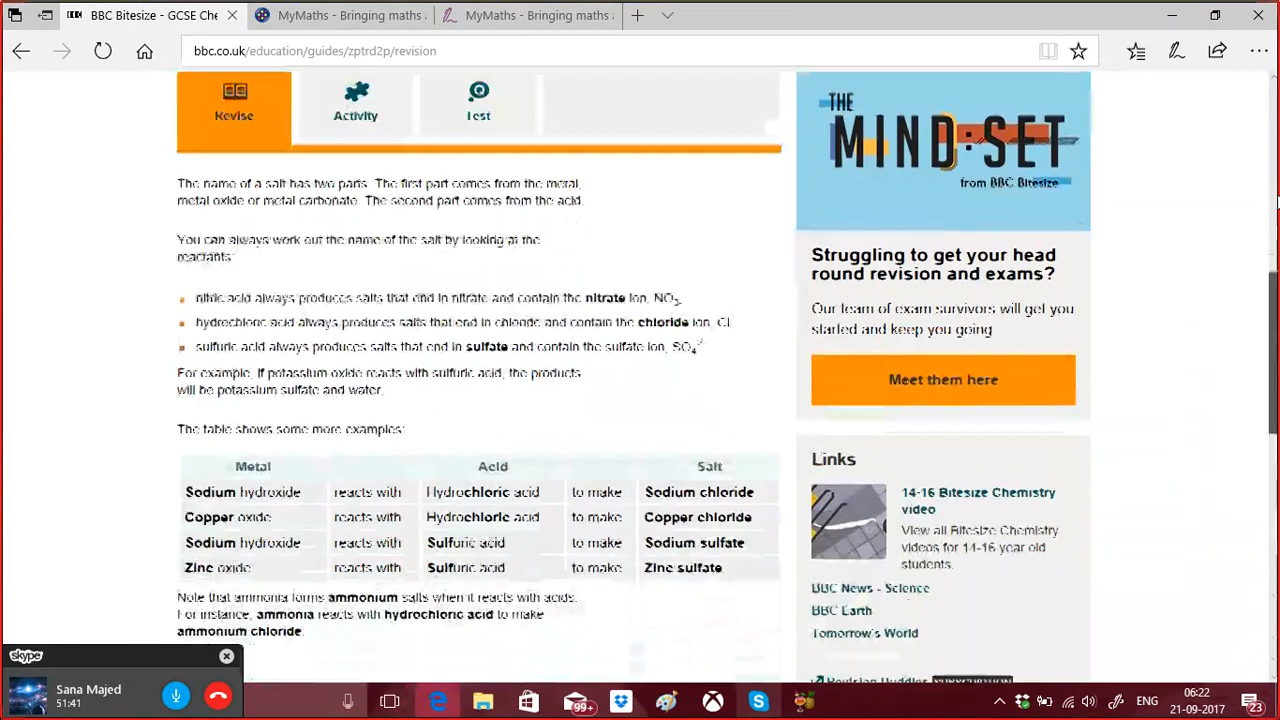 BBC Bitesize - GCSE Che
MyMaths - Bringing maths a
MyMaths - Bringing maths a
bbc.co.uk/education/guides/zptrd2p/revision
Revise
Activity
Test
The name of a salt has two parts. The first part comes from the metal,
metal oxide or metal carbonate. The second part comes from the acid.
You can always work out the name of the salt by looking at the
reactants:
nitric acid always produces salts that end in nitrate and contain the nitrate ion, NO3-
hydrochloric acid always produces salts that end in chloride and contain the chloride ion, Cl-
sulfuric acid always produces salts that end in sulfate and contain the sulfate ion, SO4 2-
For example, if potassium oxide reacts with sulfuric acid, the products
will be potassium sulfate and water.
The table shows some more examples:
Metal Acid Salt
Sodium hydroxide reacts with Hydrochloric acid to make Sodium chloride
Copper oxide reacts with Hydrochloric acid to make Copper chloride
Sodium hydroxide reacts with Sulfuric acid to make Sodium sulfate
Zinc oxide reacts with Sulfuric acid to make Zinc sulfate
Note that ammonia forms ammonium salts when it reacts with acids.
For instance, ammonia reacts with hydrochloric acid to make
ammonium chloride.
THE
MIND:SET
from BBC Bitesize
Struggling to get your head
round revision and exams?
Our team of exam survivors will get you
started and keep you going
Meet them here
Links
14-16 Bitesize Chemistry
video
View all Bitesize Chemistry
videos for 14-16 year old
students.
BBC News - Science
BBC Earth
Tomorrow's World
Revision Buddies SUBSCRIPTION
skype
Sana Majed
51:41
99+
ENG
06:22
21-09-2017
23